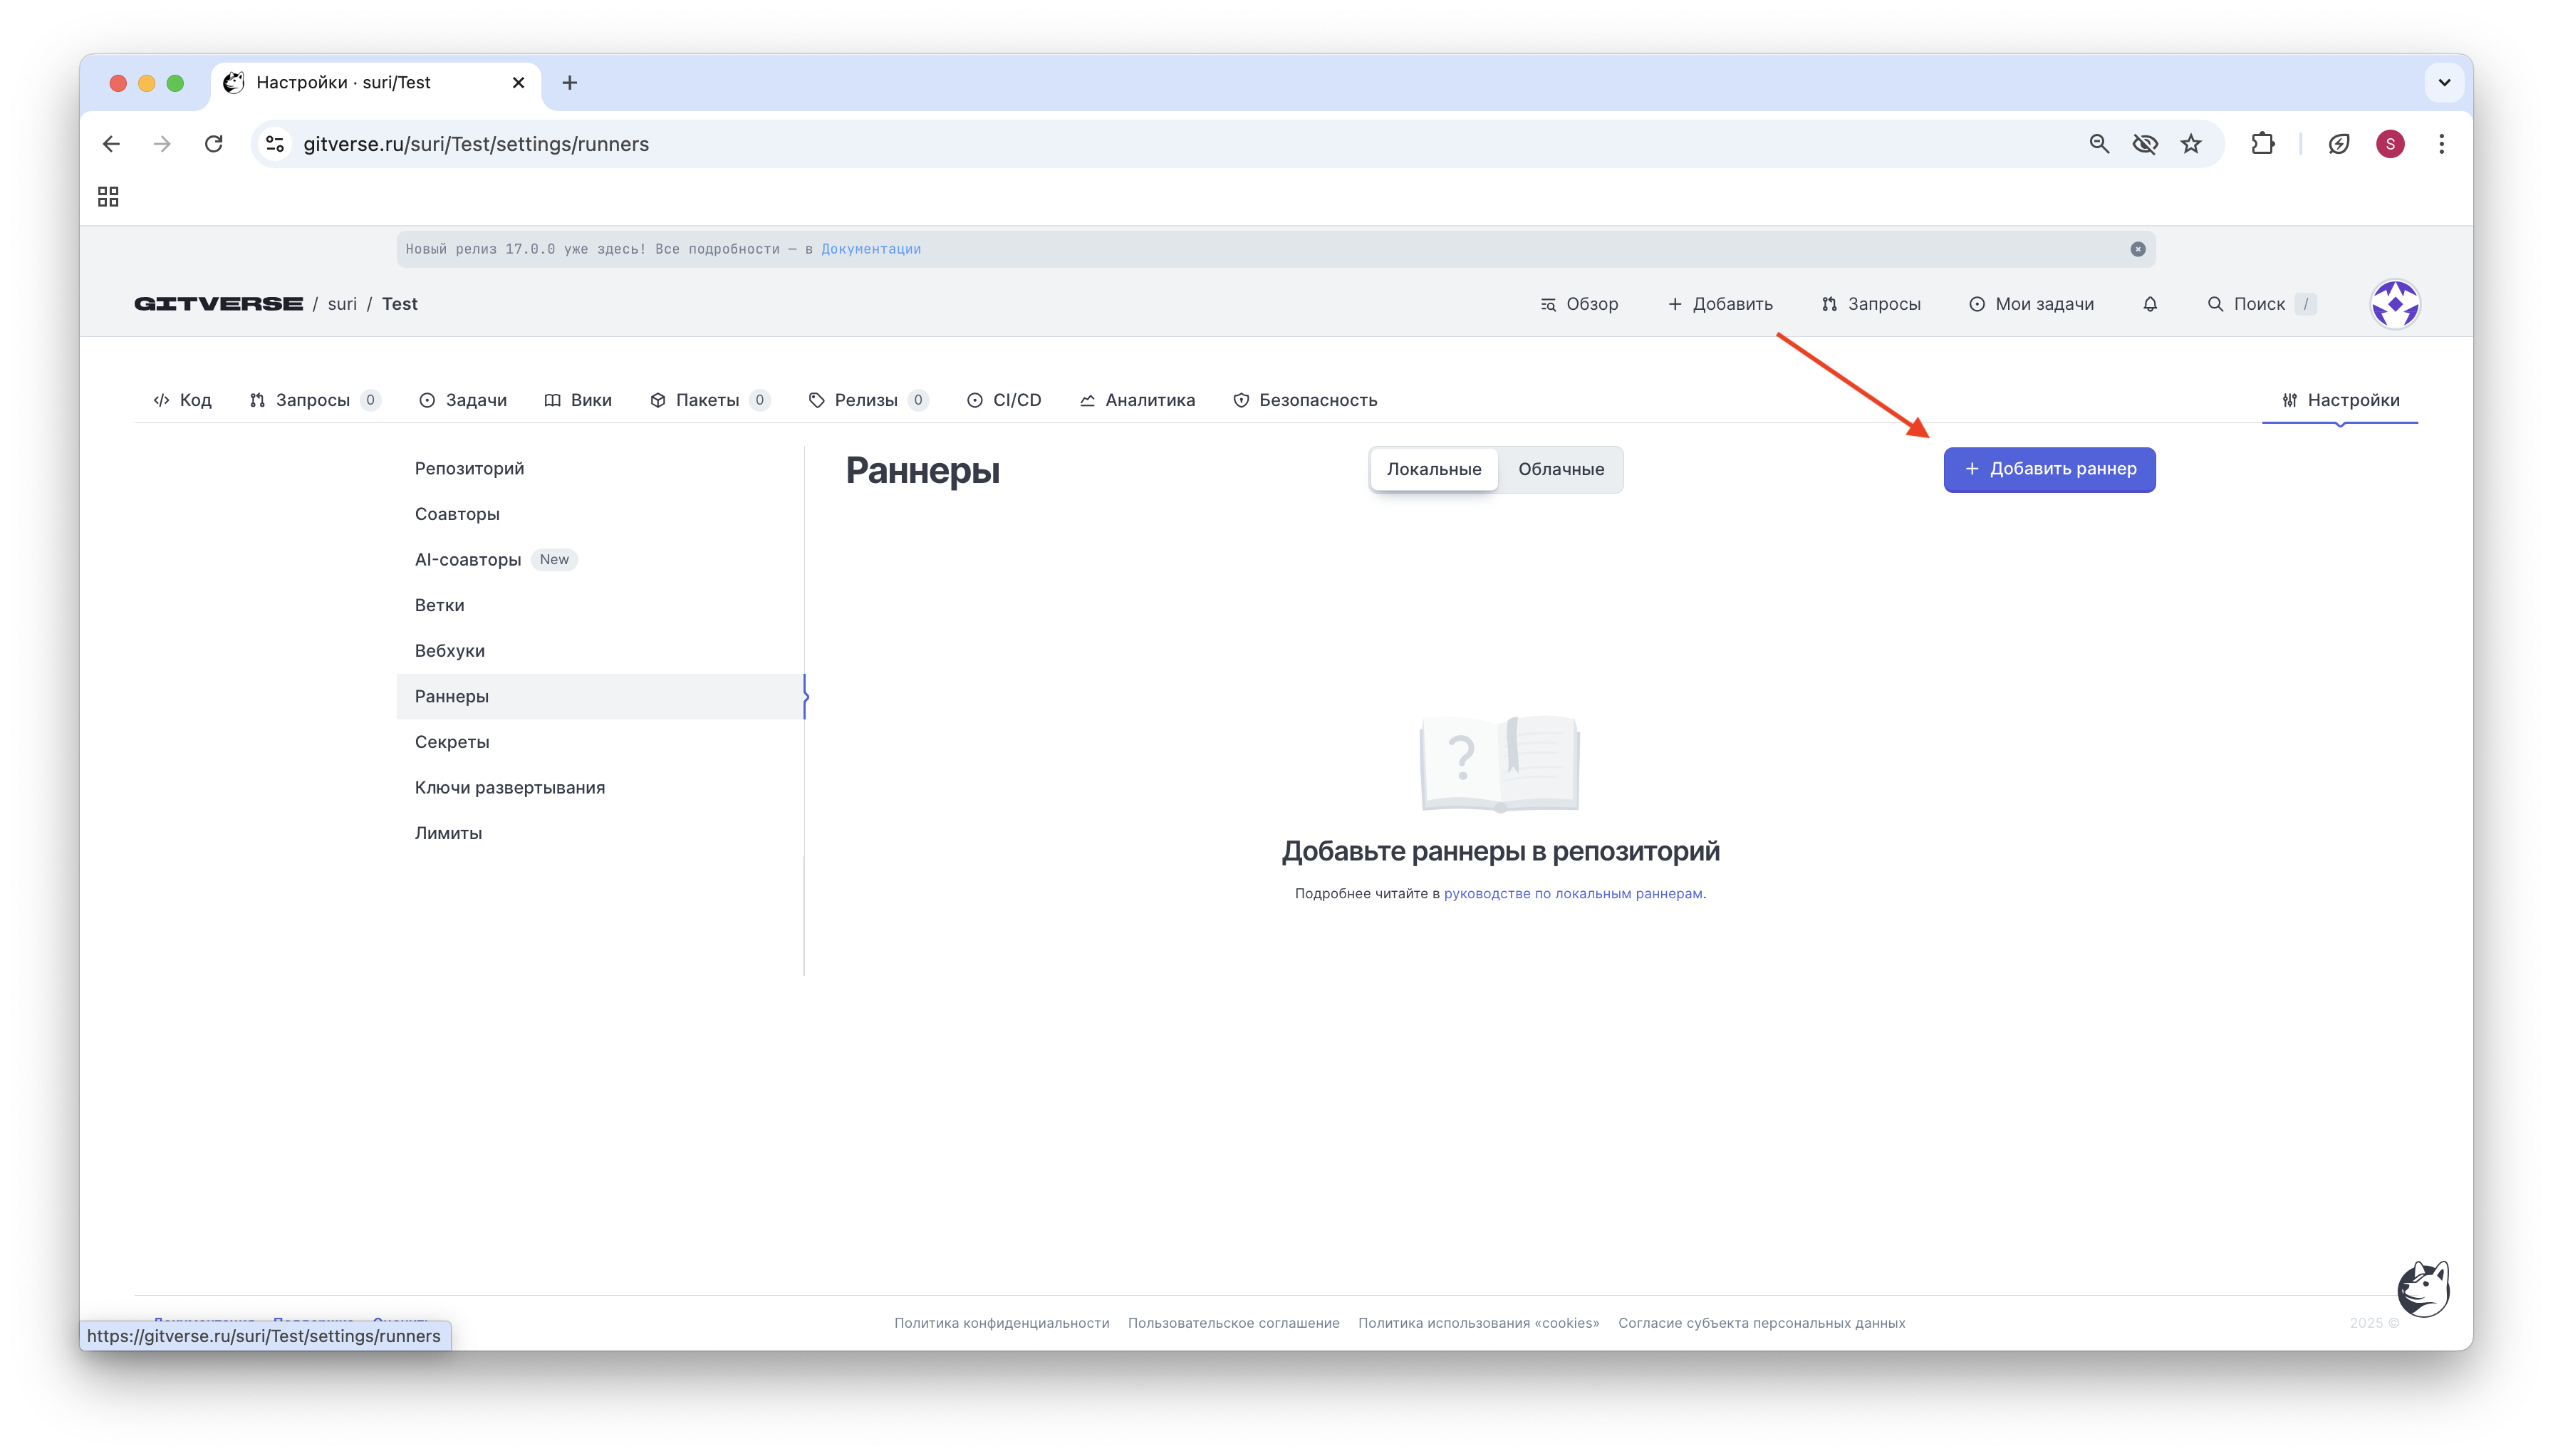 Настройки · suri/Test
gitverse.ru/suri/Test/settings/runners
S
Новый релиз 17.0.0 уже здесь! Все подробности — в Документации
GITVERSE / suri / Test
Обзор
Добавить
Запросы
Мои задачи
Поиск /
Код
Запросы 0
Задачи
Вики
Пакеты 0
Релизы 0
CI/CD
Аналитика
Безопасность
Настройки
Репозиторий
Соавторы
AI-соавторы New
Ветки
Вебхуки
Раннеры
Секреты
Ключи развертывания
Лимиты
Раннеры
Локальные
Облачные
+ Добавить раннер
?
Добавьте раннеры в репозиторий
Подробнее читайте в руководстве по локальным раннерам.
Политика конфиденциальности
Пользовательское соглашение
Политика использования «cookies»
Согласие субъекта персональных данных
2025 ©
https://gitverse.ru/suri/Test/settings/runners